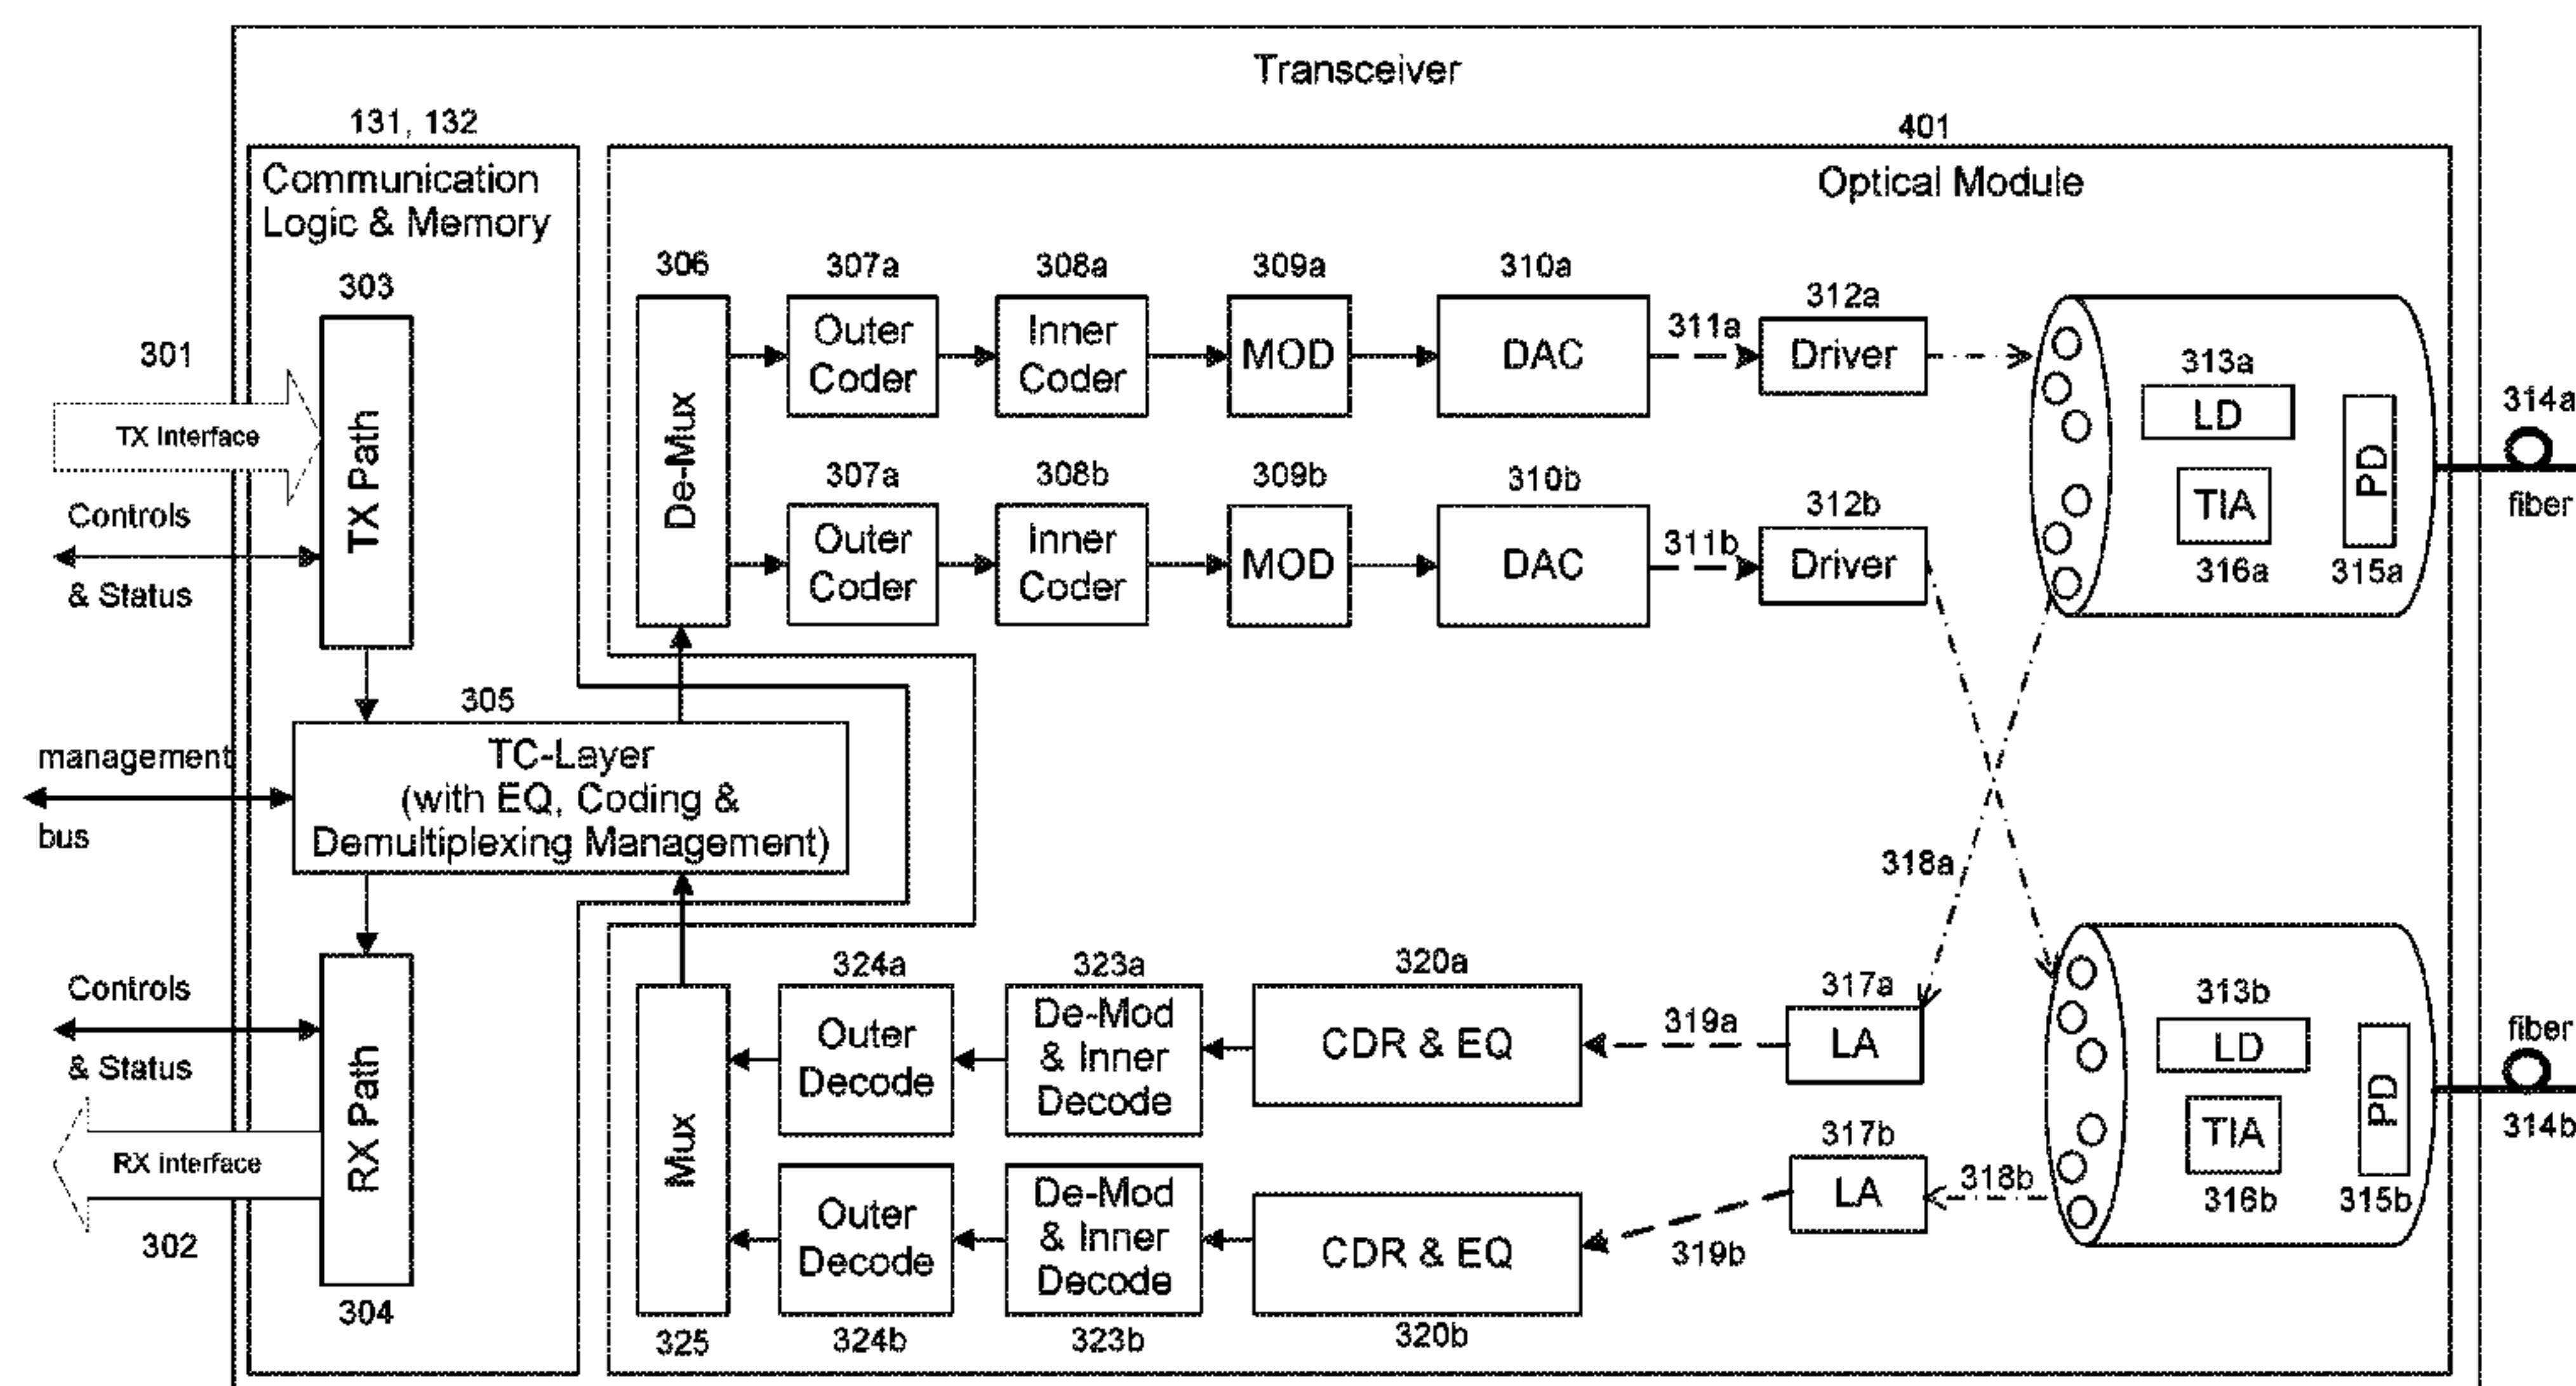 Transceiver
131, 132
401
Communication
Logic & Memory
Optical Module
303
306
307a
308a
309a
310a
312a
301
TX Interface
TX Path
De-Mux
Outer
Coder
Inner
Coder
MOD
DAC
311a
Driver
313a
LD
PD
314a
fiber
TIA
316a
315a
Controls
& Status
307a
308b
309b
310b
312b
Outer
Coder
Inner
Coder
MOD
DAC
311b
Driver
305
management
bus
TC-Layer
(with EQ, Coding &
Demultiplexing Management)
318a
Controls
& Status
RX Path
RX interface
302
304
324a
323a
320a
317a
Mux
Outer
Decode
De-Mod
& Inner
Decode
CDR & EQ
319a
LA
313b
LD
PD
fiber
314b
TIA
316b
315b
317b
Outer
Decode
De-Mod
& Inner
Decode
CDR & EQ
319b
LA
318b
325
324b
323b
320b